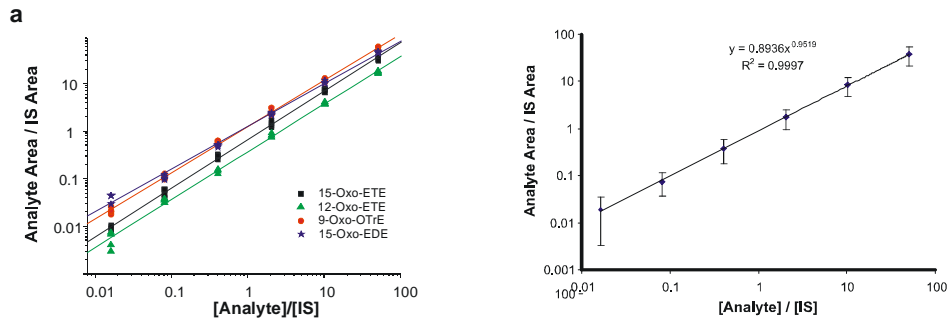 a
Analyte Area / IS Area
10
1
0.1
0.01
0.01
0.1
1
10
100
[Analyte]/[IS]
15-Oxo-ETE
12-Oxo-ETE
9-Oxo-OTrE
15-Oxo-EDE
Analyte Area / IS Area
100
10
1
0.1
0.01
0.001
y = 0.8936x^0.9519
R² = 0.9997
0.01
0.1
1
10
100
100-
[Analyte] / [IS]